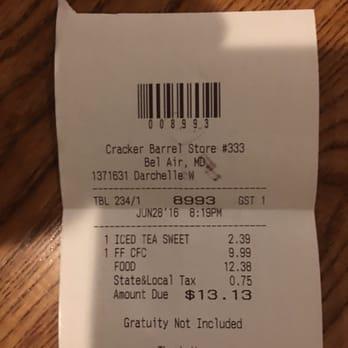 008993
Cracker Barrel Store #333
Bel Air, MD
1371631 Darchelle W
TBL 234/1 8993 GST 1
JUN28'16 8:19PM
1 ICED TEA SWEET 2.39
1 FF CFC 9.99
FOOD 12.38
State&Local Tax 0.75
Amount Due $13.13
Gratuity Not Included